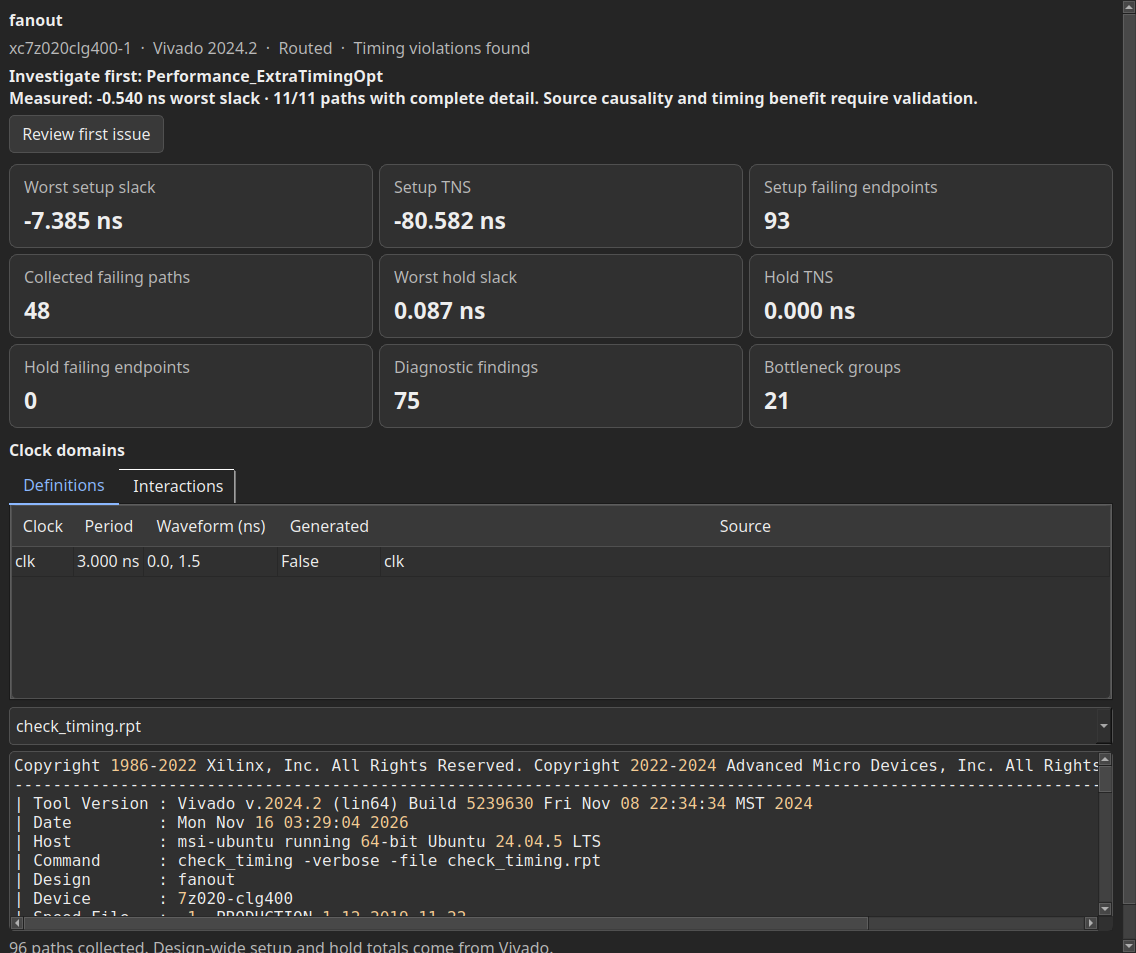 fanout
xc7z020clg400-1 · Vivado 2024.2 · Routed · Timing violations found
Investigate first: Performance_ExtraTimingOpt
Measured: -0.540 ns worst slack · 11/11 paths with complete detail. Source causality and timing benefit require validation.
Review first issue
Worst setup slack
-7.385 ns
Setup TNS
-80.582 ns
Setup failing endpoints
93
Collected failing paths
48
Worst hold slack
0.087 ns
Hold TNS
0.000 ns
Hold failing endpoints
0
Diagnostic findings
75
Bottleneck groups
21
Clock domains
Definitions Interactions
Clock Period Waveform (ns) Generated Source
clk 3.000 ns 0.0, 1.5 False clk
check_timing.rpt
Copyright 1986-2022 Xilinx, Inc. All Rights Reserved. Copyright 2022-2024 Advanced Micro Devices, Inc. All Rights
---------------------------------------------------------------------------------------------------------------------
| Tool Version : Vivado v.2024.2 (lin64) Build 5239630 Fri Nov 08 22:34:34 MST 2024
| Date         : Mon Nov 16 03:29:04 2026
| Host         : msi-ubuntu running 64-bit Ubuntu 24.04.5 LTS
| Command      : check_timing -verbose -file check_timing.rpt
| Design       : fanout
| Device       : 7z020-clg400
| Speed File   : -1  PRODUCTION 1.12 2019-11-22
96 paths collected. Design-wide setup and hold totals come from Vivado.